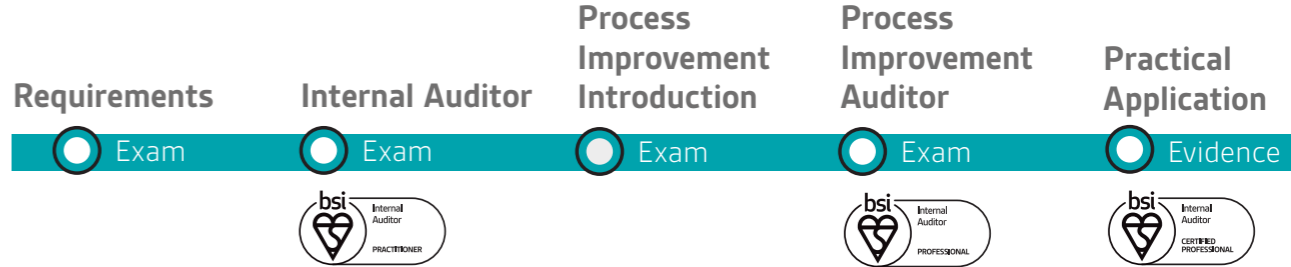 Requirements
Exam
Internal Auditor
Exam
bsi
Internal
Auditor
PRACTITIONER
Process
Improvement
Introduction
Exam
Process
Improvement
Auditor
Exam
bsi
Internal
Auditor
PROFESSIONAL
Practical
Application
Evidence
bsi
Internal
Auditor
CERTIFIED
PROFESSIONAL